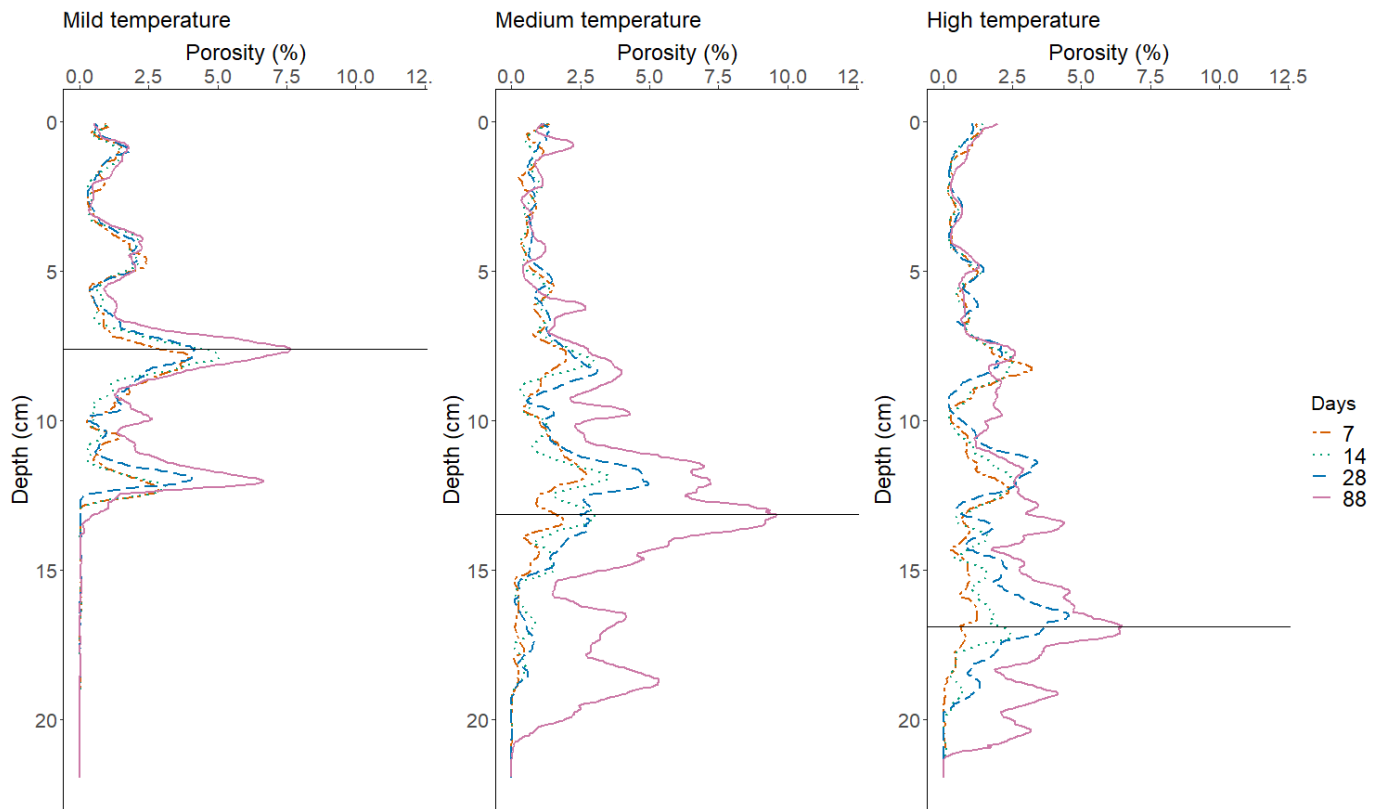 Mild temperature
Porosity (%)
0.0 2.5 5.0 7.5 10.0 12.
0
5
10
15
20
Depth (cm)
Medium temperature
Porosity (%)
0.0 2.5 5.0 7.5 10.0 12.
0
5
10
15
20
Depth (cm)
High temperature
Porosity (%)
0.0 2.5 5.0 7.5 10.0 12.5
0
5
10
15
20
Depth (cm)
Days
7
14
28
88